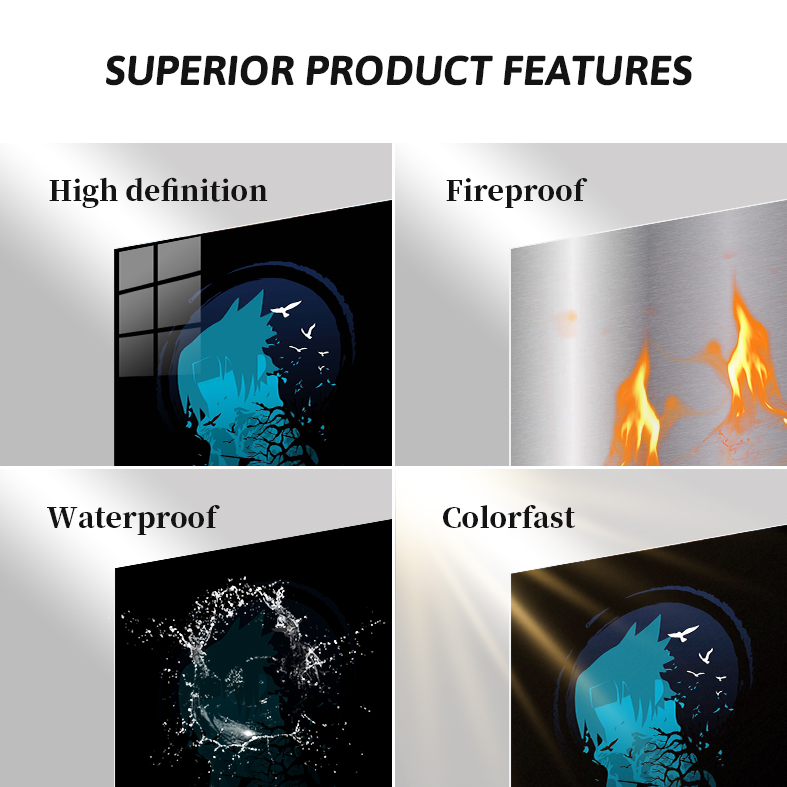 SUPERIOR PRODUCT FEATURES
High definition
Fireproof
Waterproof
Colorfast